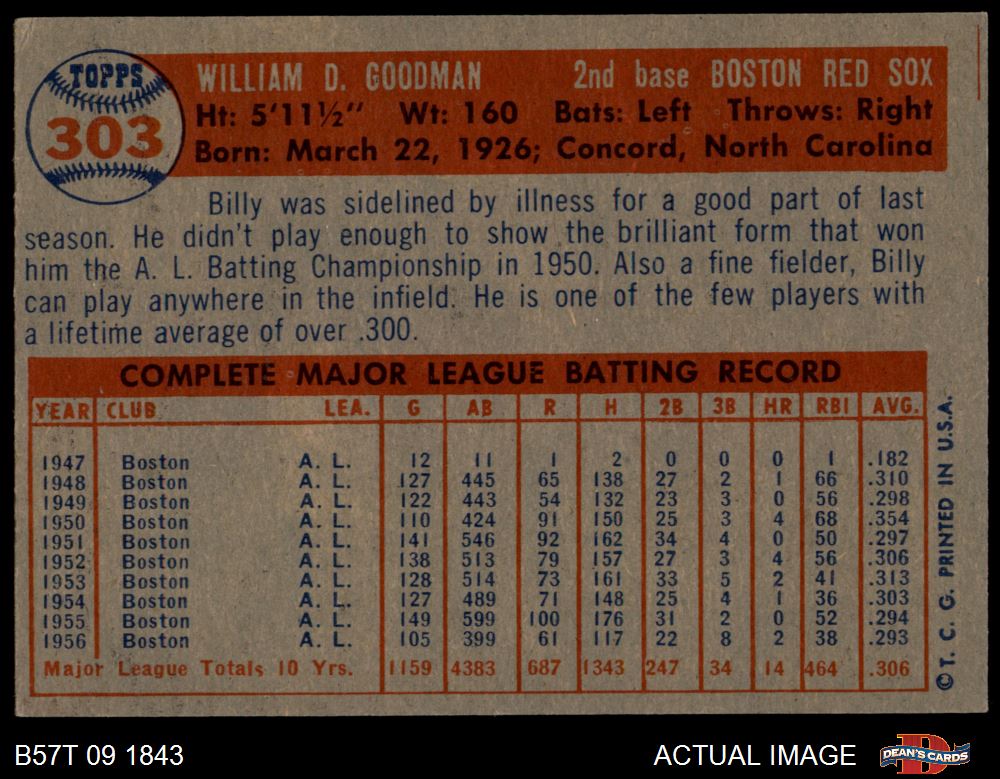 TOPPS
303
WILLIAM D. GOODMAN 2nd base BOSTON RED SOX
Ht: 5'11½" Wt: 160 Bats: Left Throws: Right
Born: March 22, 1926; Concord, North Carolina
Billy was sidelined by illness for a good part of last
season. He didn't play enough to show the brilliant form that won
him the A. L. Batting Championship in 1950. Also a fine fielder, Billy
can play anywhere in the infield. He is one of the few players with
a lifetime average of over .300.
COMPLETE MAJOR LEAGUE BATTING RECORD
YEAR CLUB LEA. G AB R H 2B 3B HR RBI AVG.
1947 Boston A. L. 12 11 1 2 0 0 0 1 .182
1948 Boston A. L. 127 445 65 138 27 2 1 66 .310
1949 Boston A. L. 122 443 54 132 23 3 0 56 .298
1950 Boston A. L. 110 424 91 150 25 3 4 68 .354
1951 Boston A. L. 141 546 92 162 34 4 0 50 .297
1952 Boston A. L. 138 513 79 157 27 3 4 56 .306
1953 Boston A. L. 128 514 73 161 33 5 2 41 .313
1954 Boston A. L. 127 489 71 148 25 4 1 36 .303
1955 Boston A. L. 149 599 100 176 31 2 0 52 .294
1956 Boston A. L. 105 399 61 117 22 8 2 38 .293
Major League Totals 10 Yrs. 1159 4383 687 1343 247 34 14 464 .306
© T. C. G. PRINTED IN U.S.A.
B57T 09 1843 ACTUAL IMAGE
DEAN'S CARDS